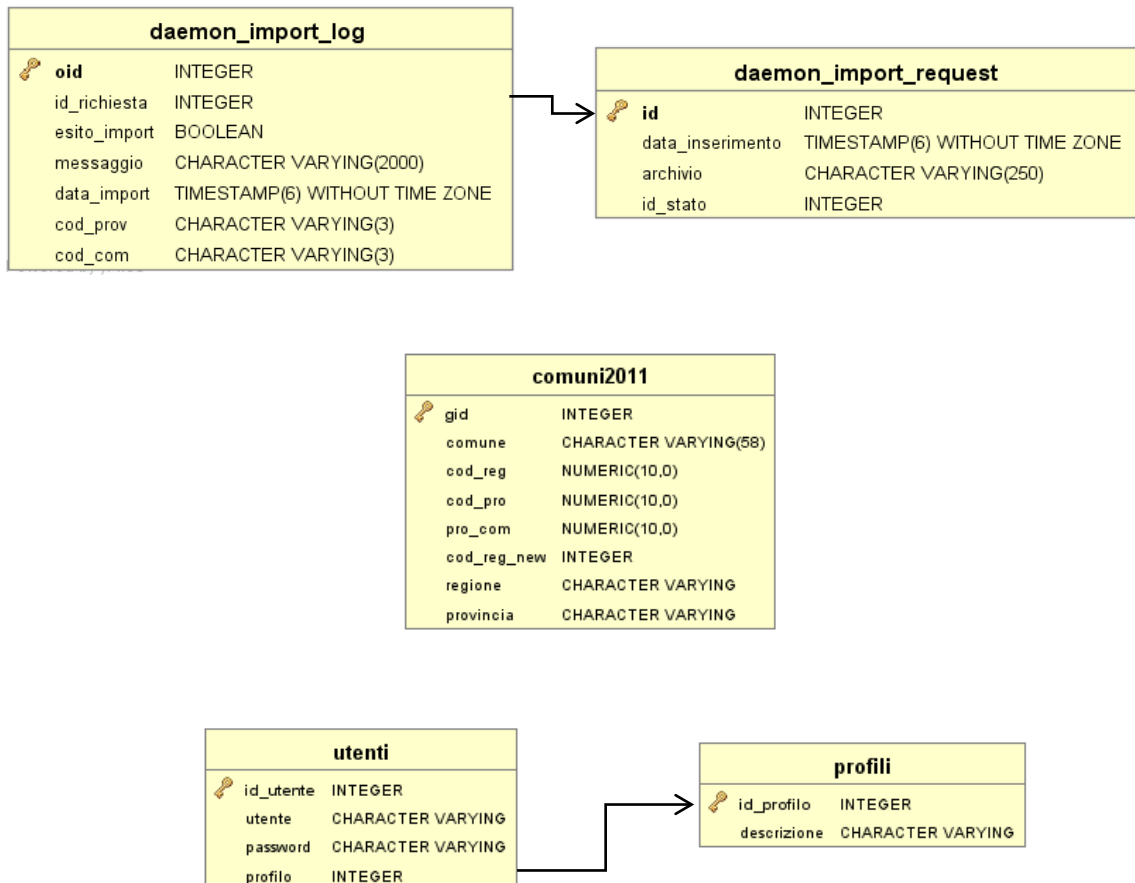 daemon_import_log
oid INTEGER
id_richiesta INTEGER
esito_import BOOLEAN
messaggio CHARACTER VARYING(2000)
data_import TIMESTAMP(6) WITHOUT TIME ZONE
cod_prov CHARACTER VARYING(3)
cod_com CHARACTER VARYING(3)
daemon_import_request
id INTEGER
data_inserimento TIMESTAMP(6) WITHOUT TIME ZONE
archivio CHARACTER VARYING(250)
id_stato INTEGER
comuni2011
gid INTEGER
comune CHARACTER VARYING(58)
cod_reg NUMERIC(10,0)
cod_pro NUMERIC(10,0)
pro_com NUMERIC(10,0)
cod_reg_new INTEGER
regione CHARACTER VARYING
provincia CHARACTER VARYING
utenti
id_utente INTEGER
utente CHARACTER VARYING
password CHARACTER VARYING
profilo INTEGER
profili
id_profilo INTEGER
descrizione CHARACTER VARYING